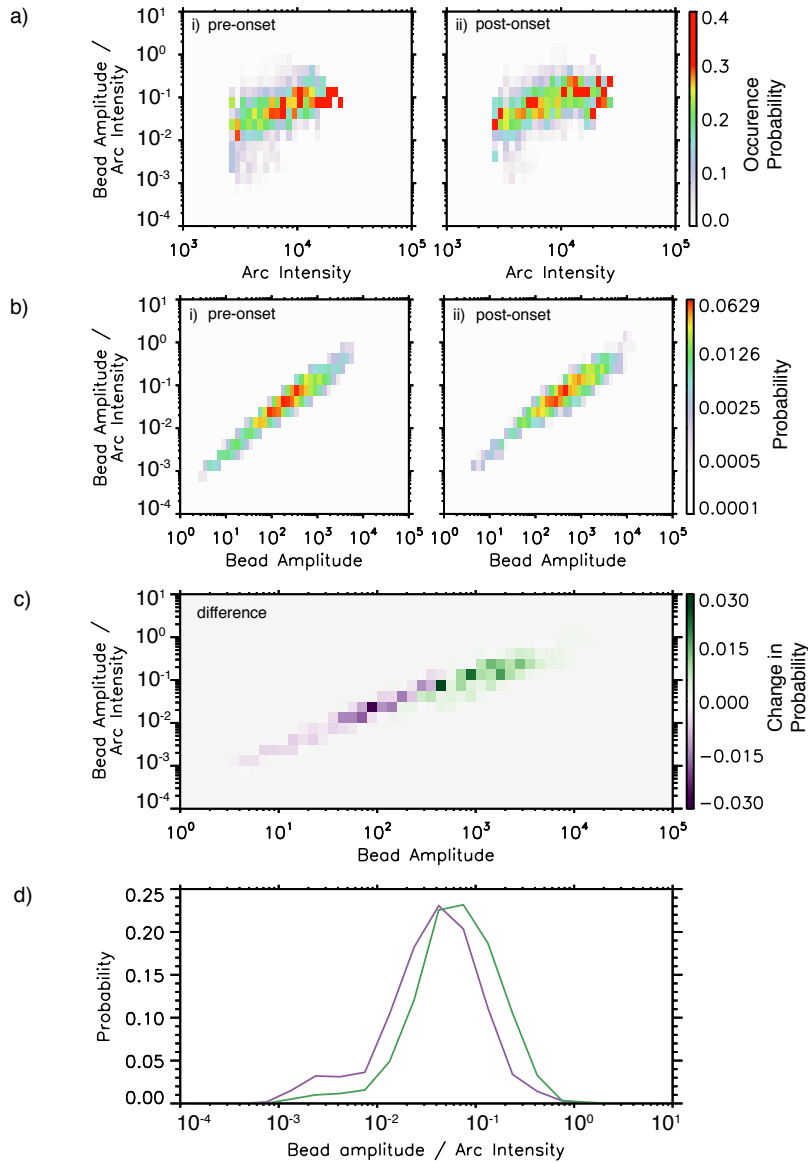 a)
i) pre-onset
ii) post-onset
Bead Amplitude /
Arc Intensity
10¹
10⁰
10⁻¹
10⁻²
10⁻³
10⁻⁴
10³
10⁴
10⁵
Arc Intensity
10³
10⁴
10⁵
Arc Intensity
0.4
0.3
0.2
0.1
0.0
Occurence
Probability
b)
i) pre-onset
ii) post-onset
Bead Amplitude /
Arc Intensity
10¹
10⁰
10⁻¹
10⁻²
10⁻³
10⁻⁴
10⁰
10¹
10²
10³
10⁴
10⁵
Bead Amplitude
10⁰
10¹
10²
10³
10⁴
10⁵
Bead Amplitude
0.0629
0.0126
0.0025
0.0005
0.0001
Probability
c)
difference
Bead Amplitude /
Arc Intensity
10¹
10⁰
10⁻¹
10⁻²
10⁻³
10⁻⁴
10⁰
10¹
10²
10³
10⁴
10⁵
Bead Amplitude
0.030
0.015
0.000
−0.015
−0.030
Change in
Probability
d)
Probability
0.25
0.20
0.15
0.10
0.05
0.00
10⁻⁴
10⁻³
10⁻²
10⁻¹
10⁰
10¹
Bead amplitude / Arc Intensity